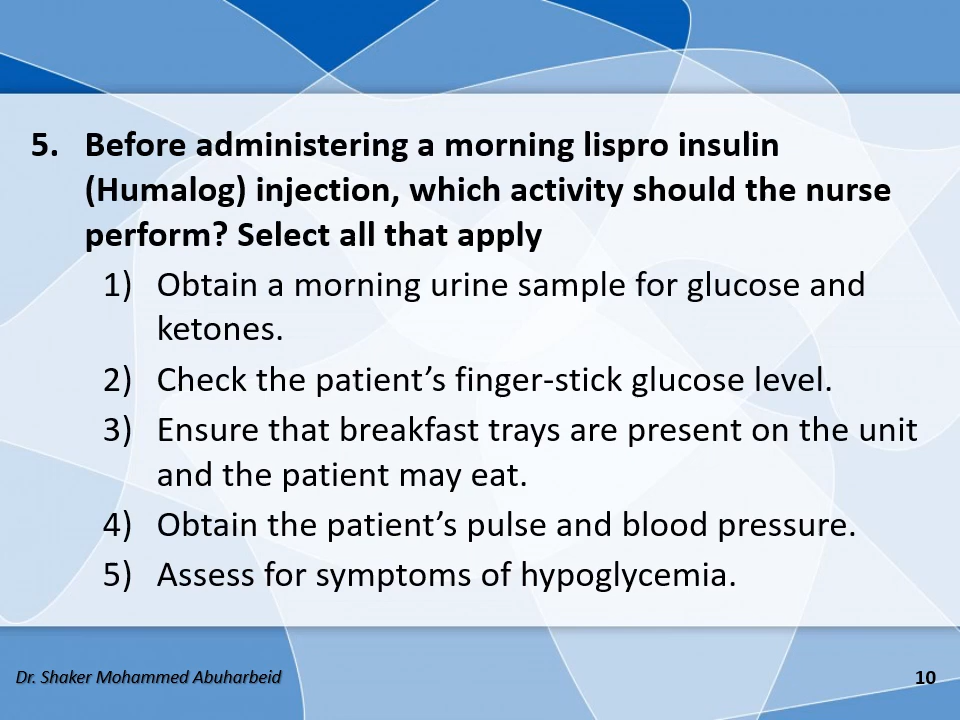 5. Before administering a morning lispro insulin
(Humalog) injection, which activity should the nurse
perform? Select all that apply
1) Obtain a morning urine sample for glucose and
ketones.
2) Check the patient’s finger-stick glucose level.
3) Ensure that breakfast trays are present on the unit
and the patient may eat.
4) Obtain the patient’s pulse and blood pressure.
5) Assess for symptoms of hypoglycemia.
Dr. Shaker Mohammed Abuharbeid
10